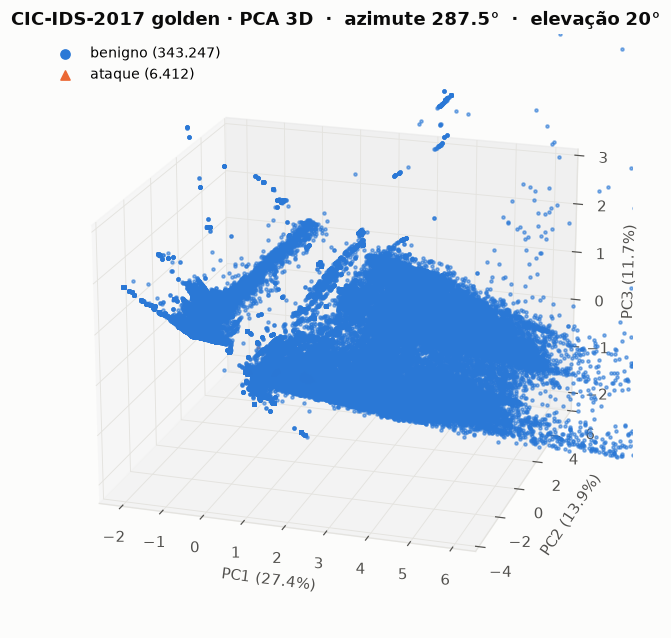 CIC-IDS-2017 golden · PCA 3D · azimute 287.5° · elevação 20°
benigno (343.247)
ataque (6.412)
3
2
1
0
−1
−2
PC3 (11.7%)
6
4
2
0
−2
−4
PC2 (13.9%)
−2 −1 0 1 2 3 4 5 6
PC1 (27.4%)